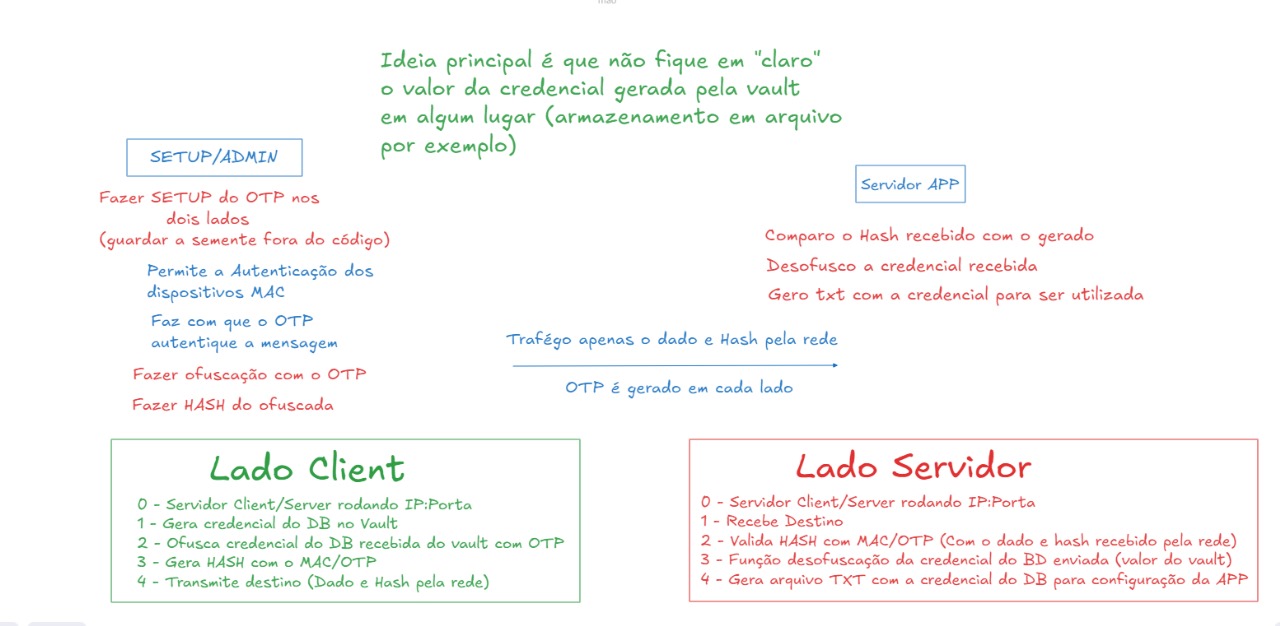 Ideia principal é que não fique em "claro"
o valor da credencial gerada pela vault
em algum lugar (armazenamento em arquivo
por exemplo)
SETUP/ADMIN
Fazer SETUP do OTP nos
dois lados
(guardar a semente fora do código)
Permite a Autenticação dos
dispositivos MAC
Faz com que o OTP
autentique a mensagem
Fazer ofuscação com o OTP
Fazer HASH do ofuscada
Servidor APP
Comparo o Hash recebido com o gerado
Desofusco a credencial recebida
Gero txt com a credencial para ser utilizada
Trafégo apenas o dado e Hash pela rede
OTP é gerado em cada lado
Lado Client
0 - Servidor Client/Server rodando IP:Porta
1 - Gera credencial do DB no Vault
2 - Ofusca credencial do DB recebida do vault com OTP
3 - Gera HASH com o MAC/OTP
4 - Transmite destino (Dado e Hash pela rede)
Lado Servidor
0 - Servidor Client/Server rodando IP:Porta
1 - Recebe Destino
2 - Valida HASH com MAC/OTP (Com o dado e hash recebido pela rede)
3 - Função desofuscação da credencial do BD enviada (valor do vault)
4 - Gera arquivo TXT com a credencial do DB para configuração da APP